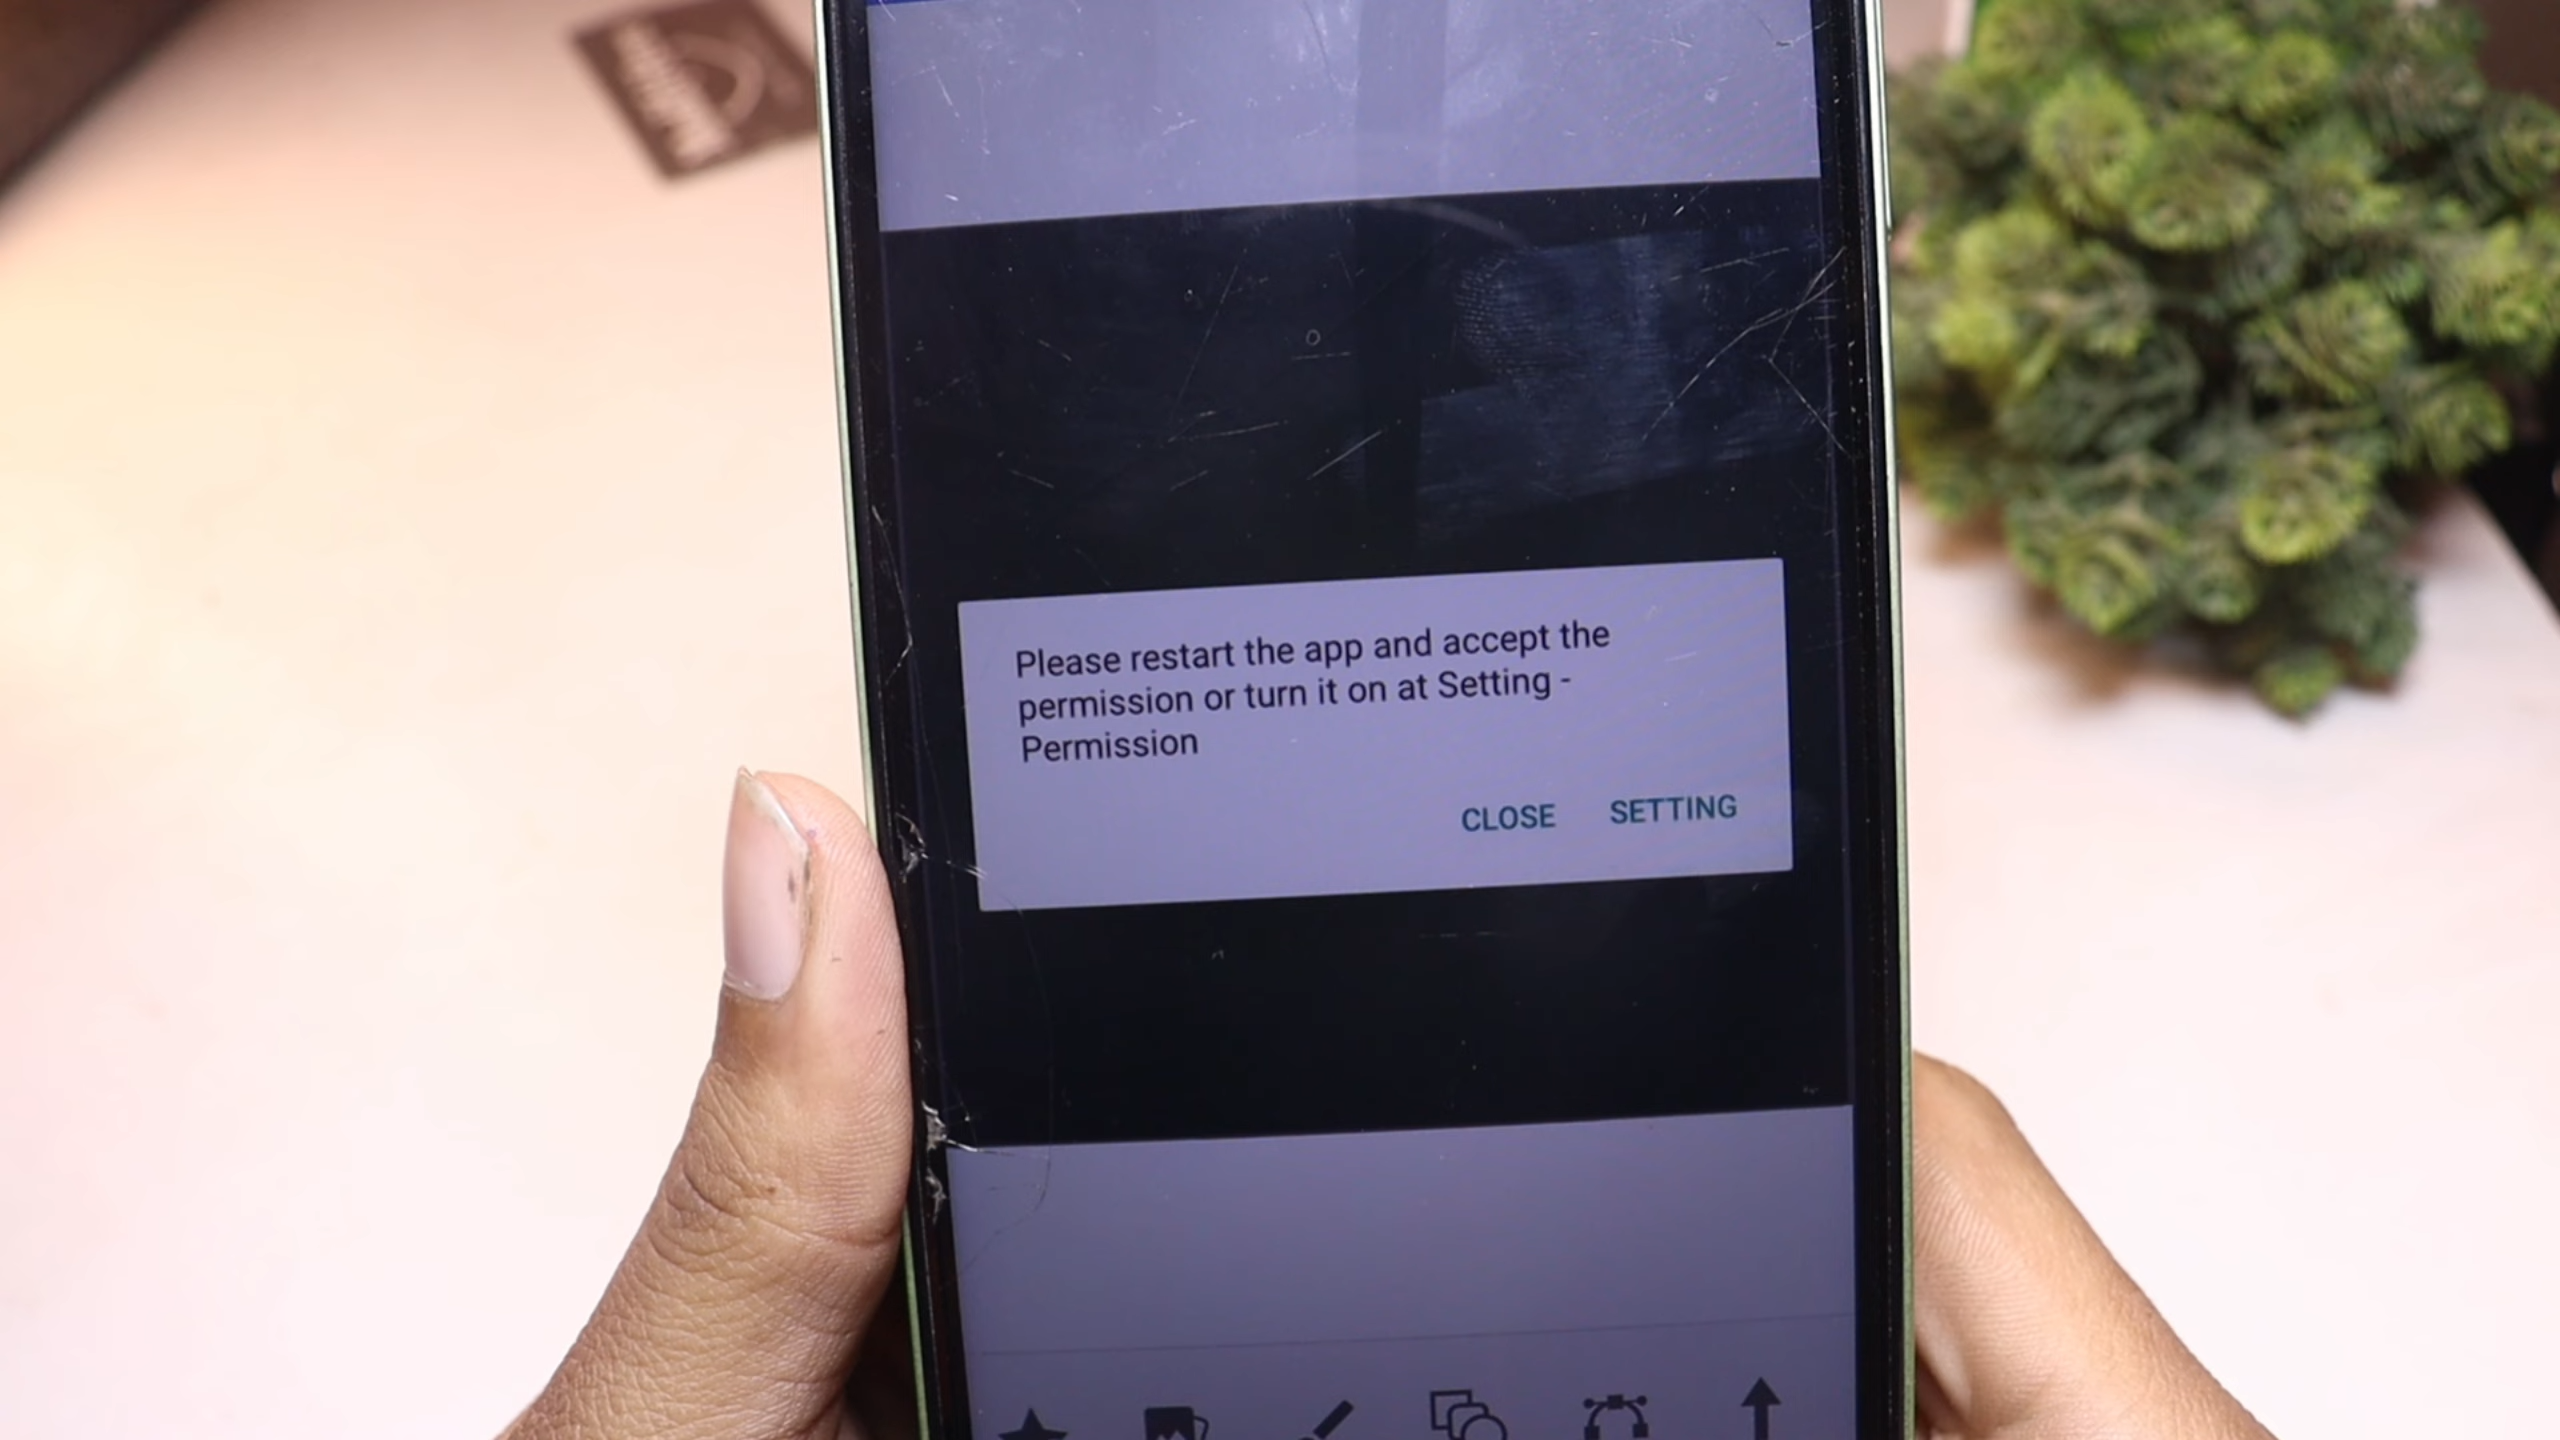 Please restart the app and accept the
permission or turn it on at Setting -
Permission
CLOSE SETTING